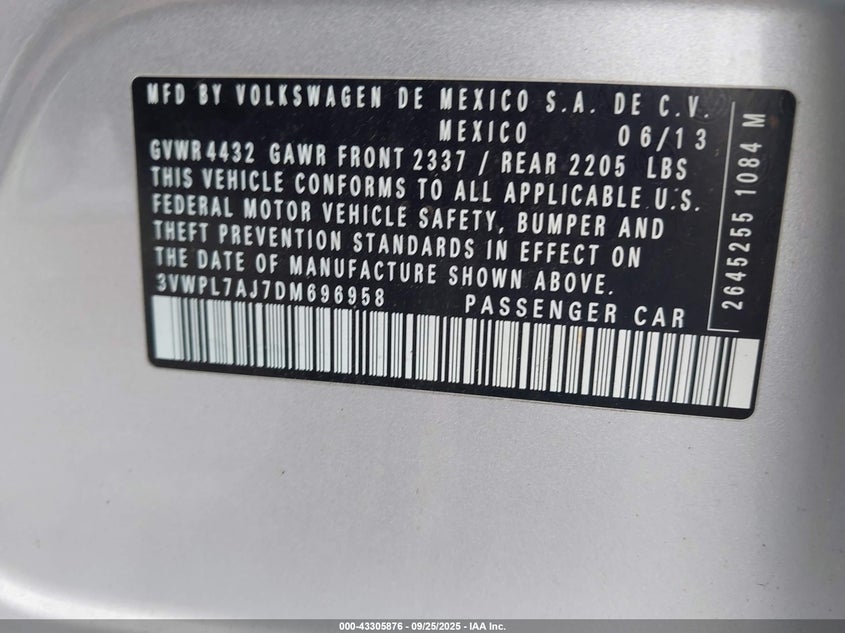 MFD BY VOLKSWAGEN DE MEXICO S.A. DE C.V.
MEXICO 06/13
GVWR 4432 GAWR FRONT 2337 / REAR 2205 LBS
THIS VEHICLE CONFORMS TO ALL APPLICABLE U.S.
FEDERAL MOTOR VEHICLE SAFETY, BUMPER AND
THEFT PREVENTION STANDARDS IN EFFECT ON
THE DATE OF MANUFACTURE SHOWN ABOVE.
3VWPL7AJ7DM696958 PASSENGER CAR
2645255 1084 M
000-43305876 - 09/25/2025 - IAA Inc.